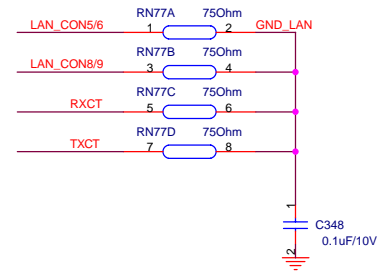 RN77A 75Ohm
LAN_CON5/6 1 2 GND_LAN
RN77B 75Ohm
LAN_CON8/9 3 4
RN77C 75Ohm
RXCT 5 6
RN77D 75Ohm
TXCT 7 8
1
C348
0.1uF/10V
2